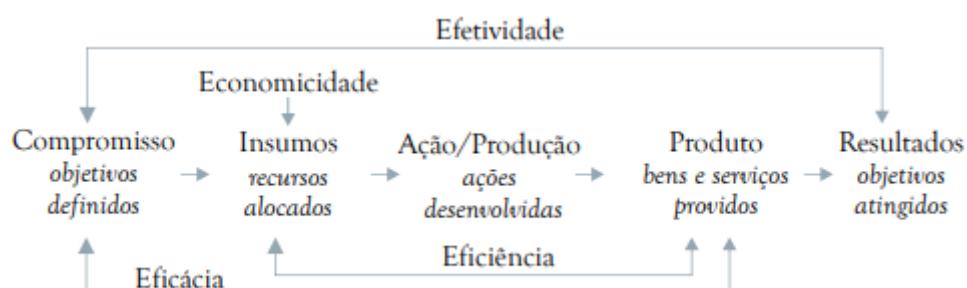 Efetividade
Economicidade
Compromisso Insumos Ação/Produção Produto Resultados
objetivos recursos ações bens e serviços objetivos
definidos alocados desenvolvidas providos atingidos
Eficiência
Eficácia